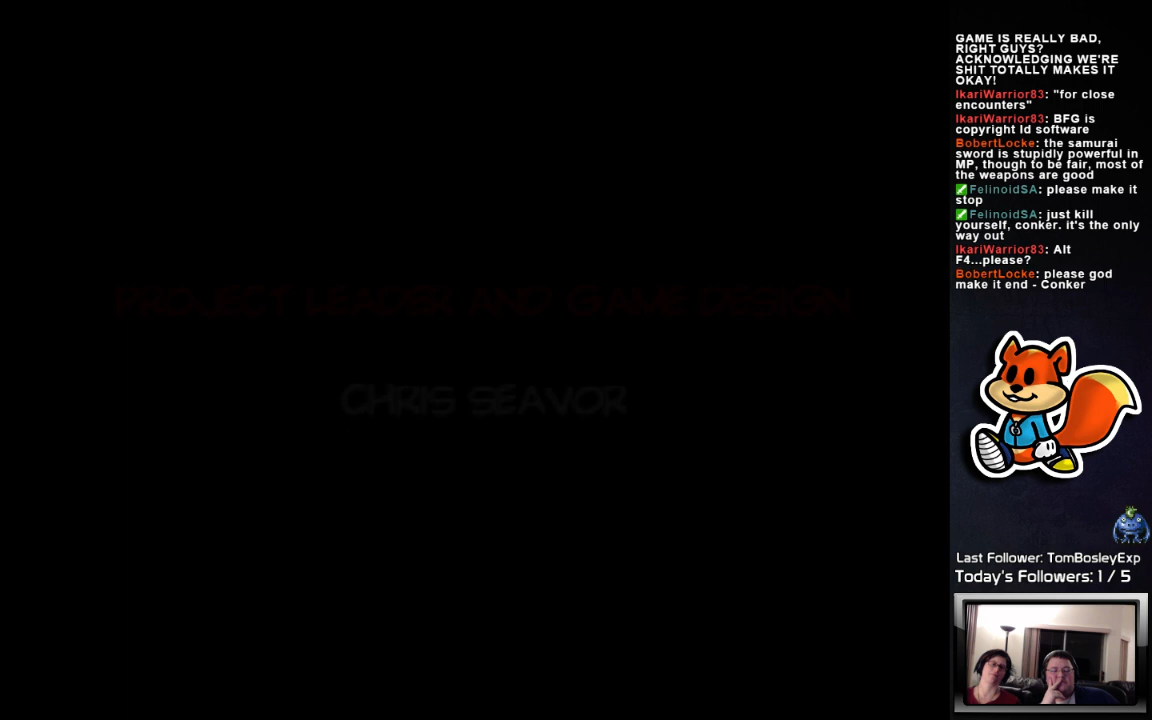 PROJECT LEADER AND GAME DESIGN
CHRIS SEAVOR
GAME IS REALLY BAD,
RIGHT GUYS?
ACKNOWLEDGING WE'RE
SHIT TOTALLY MAKES IT
OKAY!
IkariWarrior83: "for close
encounters"
IkariWarrior83: BFG is
copyright Id software
BobertLocke: the samurai
sword is stupidly powerful in
MP, though to be fair, most of
the weapons are good
FelinoidSA: please make it
stop
FelinoidSA: just kill
yourself, conker. it's the only
way out
IkariWarrior83: Alt
F4...please?
BobertLocke: please god
make it end - Conker
Last Follower: TomBosleyExp
Today's Followers: 1 / 5